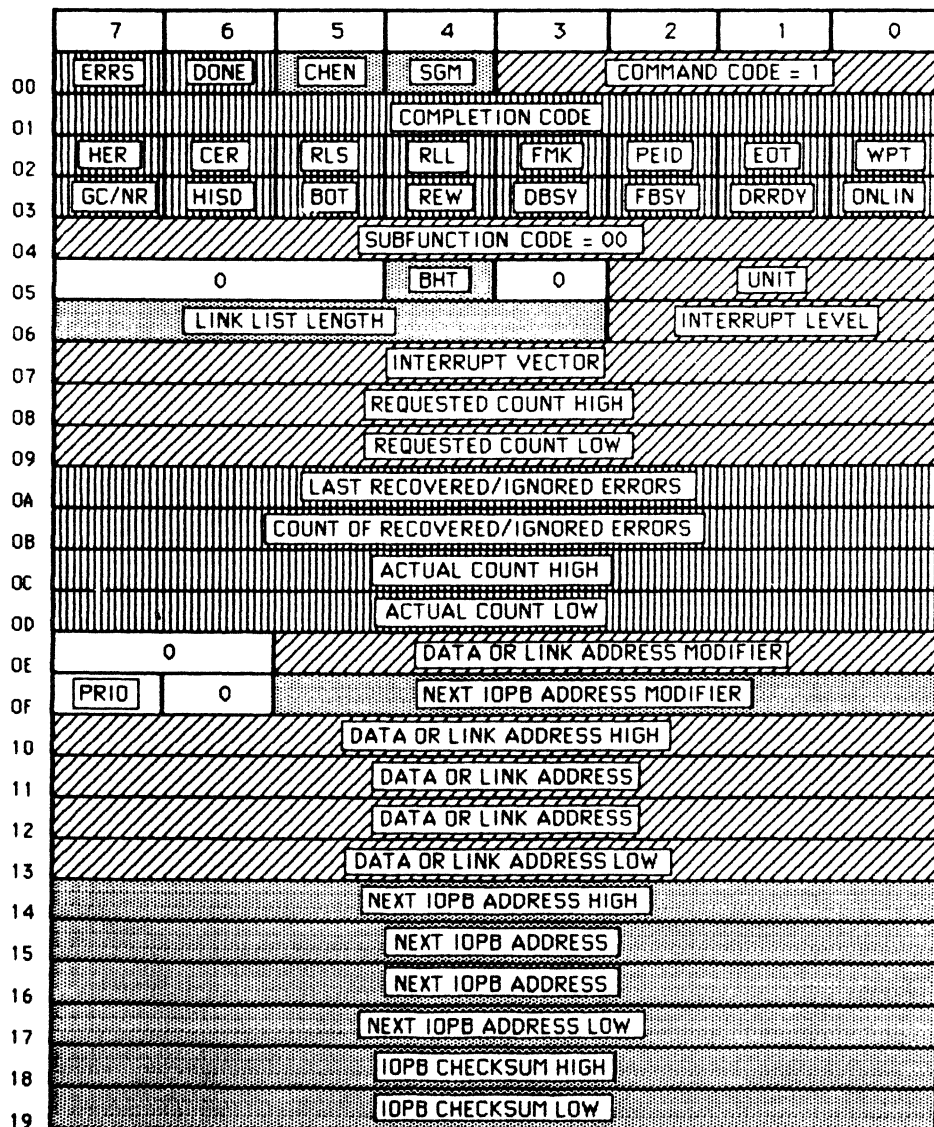 7 6 5 4 3 2 1 0
00 ERRS DONE CHEN SGM COMMAND CODE = 1
01 COMPLETION CODE
02 HER CER RLS RLL FMK PEID EOT WPT
03 GC/NR HISD BOT REW DBSY FBSY DRRDY ONLIN
04 SUBFUNCTION CODE = 00
05 0 BHT 0 UNIT
06 LINK LIST LENGTH INTERRUPT LEVEL
07 INTERRUPT VECTOR
08 REQUESTED COUNT HIGH
09 REQUESTED COUNT LOW
0A LAST RECOVERED/IGNORED ERRORS
0B COUNT OF RECOVERED/IGNORED ERRORS
0C ACTUAL COUNT HIGH
0D ACTUAL COUNT LOW
0E 0 DATA OR LINK ADDRESS MODIFIER
0F PRIO 0 NEXT IOPB ADDRESS MODIFIER
10 DATA OR LINK ADDRESS HIGH
11 DATA OR LINK ADDRESS
12 DATA OR LINK ADDRESS
13 DATA OR LINK ADDRESS LOW
14 NEXT IOPB ADDRESS HIGH
15 NEXT IOPB ADDRESS
16 NEXT IOPB ADDRESS
17 NEXT IOPB ADDRESS LOW
18 IOPB CHECKSUM HIGH
19 IOPB CHECKSUM LOW